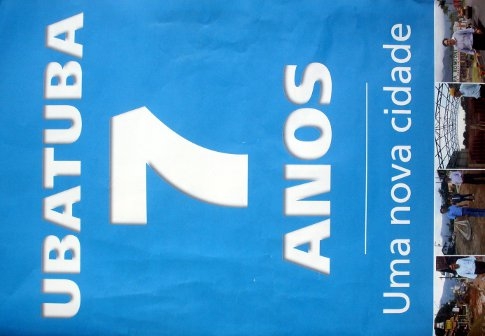 UBATUBA
7
ANOS
Uma nova cidade